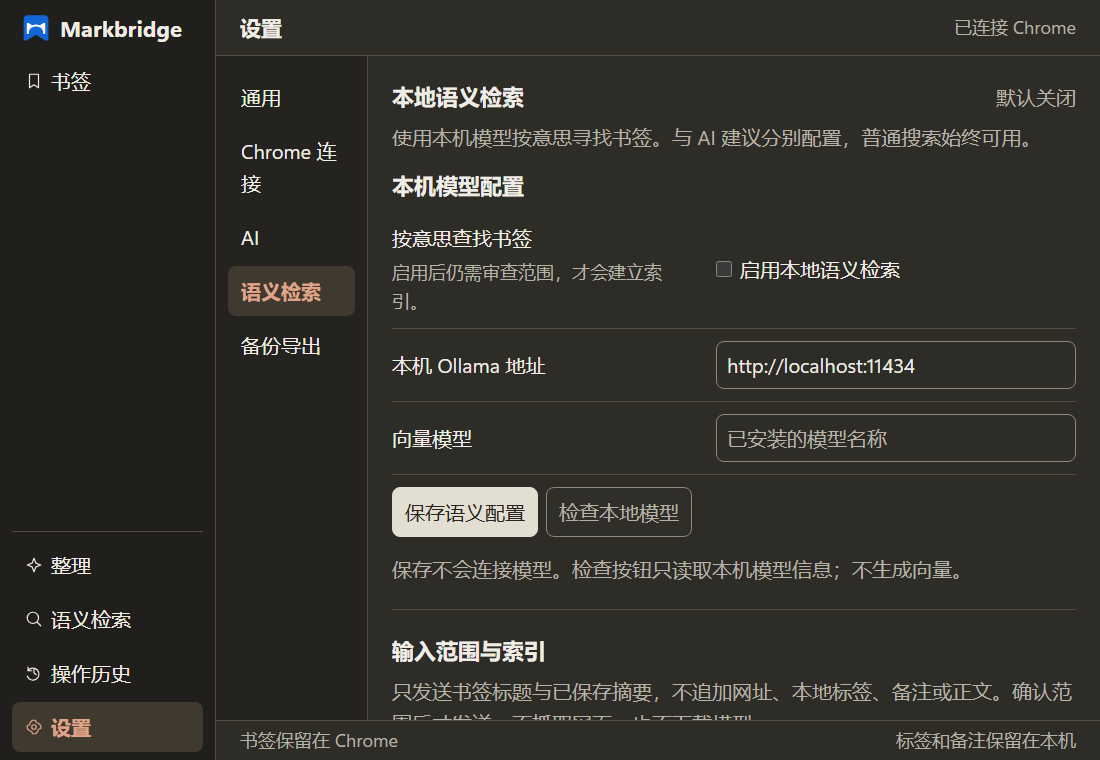 Markbridge
书签
整理
语义检索
操作历史
设置
设置
已连接 Chrome
通用
Chrome 连
接
AI
语义检索
备份导出
本地语义检索
默认关闭
使用本机模型按意思寻找书签。与 AI 建议分别配置，普通搜索始终可用。
本机模型配置
按意思查找书签
启用后仍需审查范围，才会建立索
引。
启用本地语义检索
本机 Ollama 地址
http://localhost:11434
向量模型
已安装的模型名称
保存语义配置
检查本地模型
保存不会连接模型。检查按钮只读取本机模型信息；不生成向量。
输入范围与索引
只发送书签标题与已保存摘要，不追加网址、本地标签、备注或正文。确认范
书签保留在 Chrome
标签和备注保留在本机